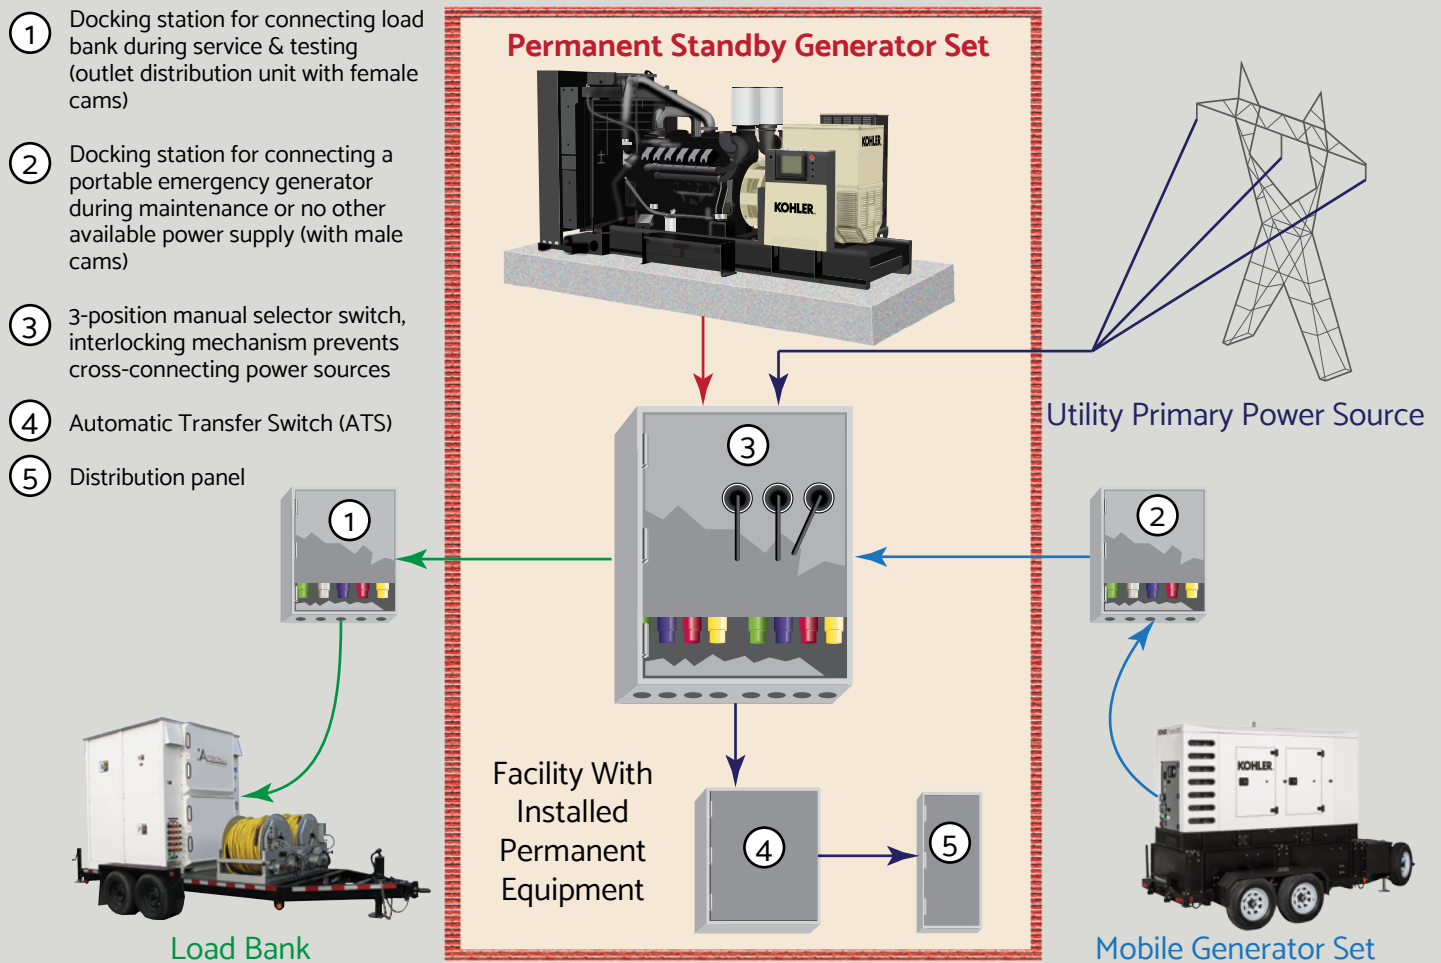 1 Docking station for connecting load
bank during service & testing
(outlet distribution unit with female
cams)
2 Docking station for connecting a
portable emergency generator
during maintenance or no other
available power supply (with male
cams)
3 3-position manual selector switch,
interlocking mechanism prevents
cross-connecting power sources
4 Automatic Transfer Switch (ATS)
5 Distribution panel
Permanent Standby Generator Set
KOHLER
KOHLER
Utility Primary Power Source
3
1
2
KOHLER
Facility With
Installed
Permanent
Equipment
4
5
Load Bank
Mobile Generator Set